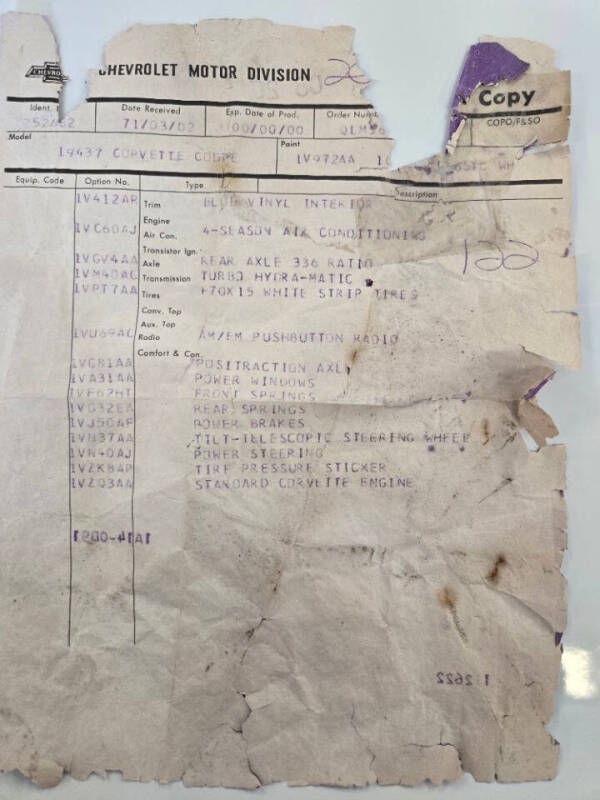 CHEVROLET MOTOR DIVISION
Copy
COPO/F&SO
Ident. Date Received Exp. Date of Prod. Order Numb
71/03/02 00/00/00
Model Paint
19437 CORVETTE COUPE 1V972AA WH
Equip. Code Option No. Type Description
1V412AR Trim BLUE VINYL INTERIOR
Engine
1VC60AJ Air Con. 4-SEASON AIR CONDITIONING
Transistor Ign.
1VGV4AA Axle REAR AXLE 336 RATIO
1VM40AC Transmission TURBO HYDRA-MATIC
1VPT7AA Tires F70X15 WHITE STRIP TIRES
Conv. Top
Aux. Top
1VU69AC Radio AM/FM PUSHBUTTON RADIO
Comfort & Con.
1VG81AA POSITRACTION AXL
1VA31AA POWER WINDOWS
FRONT SPRINGS
REAR SPRINGS
1VJ50AF POWER BRAKES
1VN37AA TILT-TELESCOPIC STEERING WHEEL
1VN40AJ POWER STEERING
1VZK8AP TIRE PRESSURE STICKER
1VZQ3AA STANDARD CORVETTE ENGINE
122
1 2622